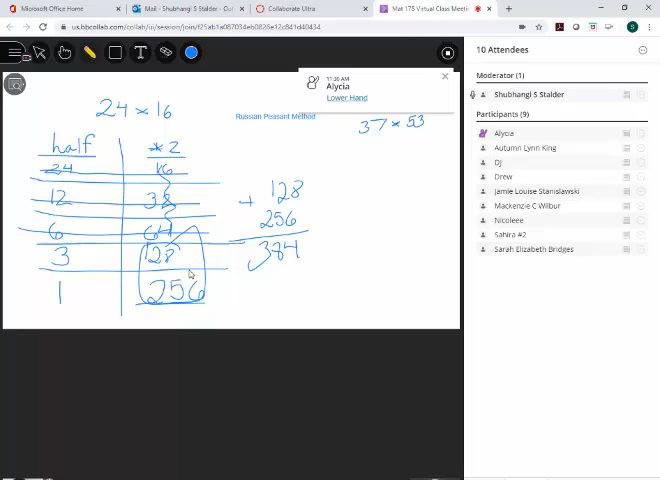 Microsoft Office Home
Mail - Shubhangi S Stalder - Out
Collaborate Ultra
Mat 175 Virtual Class Meeti
us.bbcollab.com/collab/ui/session/join/f25ab1a087034eb0826e12c841d40434
S
10 Attendees
Moderator (1)
Shubhangi S Stalder
Participants (9)
Alycia
Autumn Lynn King
DJ
Drew
Jamie Louise Stanislawski
Mackenzie C Wilbur
Nicoleee
Sahira #2
Sarah Elizabeth Bridges
11:30 AM
Alycia
Lower Hand
24 × 16
Russian Peasant Method
37 × 53
half * 2
24 16
12 32
6 64
3 128
1 256
+ 128
256
384